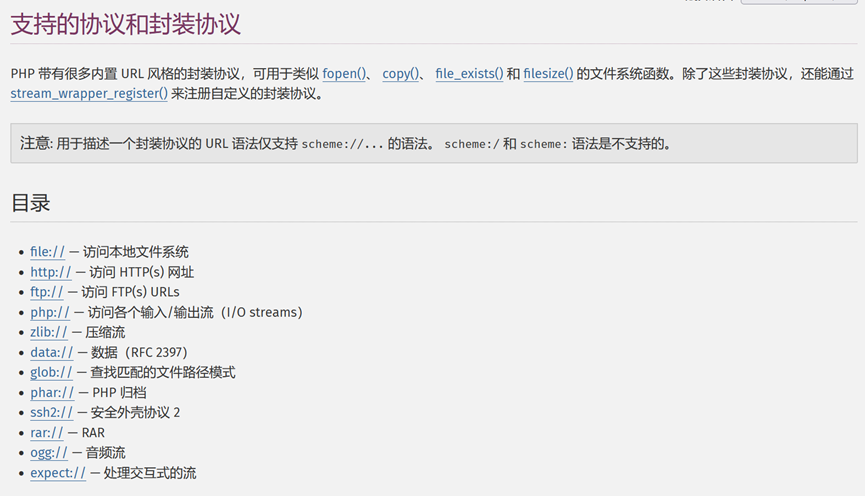 支持的协议和封装协议
PHP 带有很多内置 URL 风格的封装协议，可用于类似 fopen()、 copy()、 file_exists() 和 filesize() 的文件系统函数。除了这些封装协议，还能通过
stream_wrapper_register() 来注册自定义的封装协议。
注意: 用于描述一个封装协议的 URL 语法仅支持 scheme://... 的语法。 scheme:/ 和 scheme: 语法是不支持的。
目录
• file:// — 访问本地文件系统
• http:// — 访问 HTTP(s) 网址
• ftp:// — 访问 FTP(s) URLs
• php:// — 访问各个输入/输出流（I/O streams）
• zlib:// — 压缩流
• data:// — 数据（RFC 2397）
• glob:// — 查找匹配的文件路径模式
• phar:// — PHP 归档
• ssh2:// — 安全外壳协议 2
• rar:// — RAR
• ogg:// — 音频流
• expect:// — 处理交互式的流